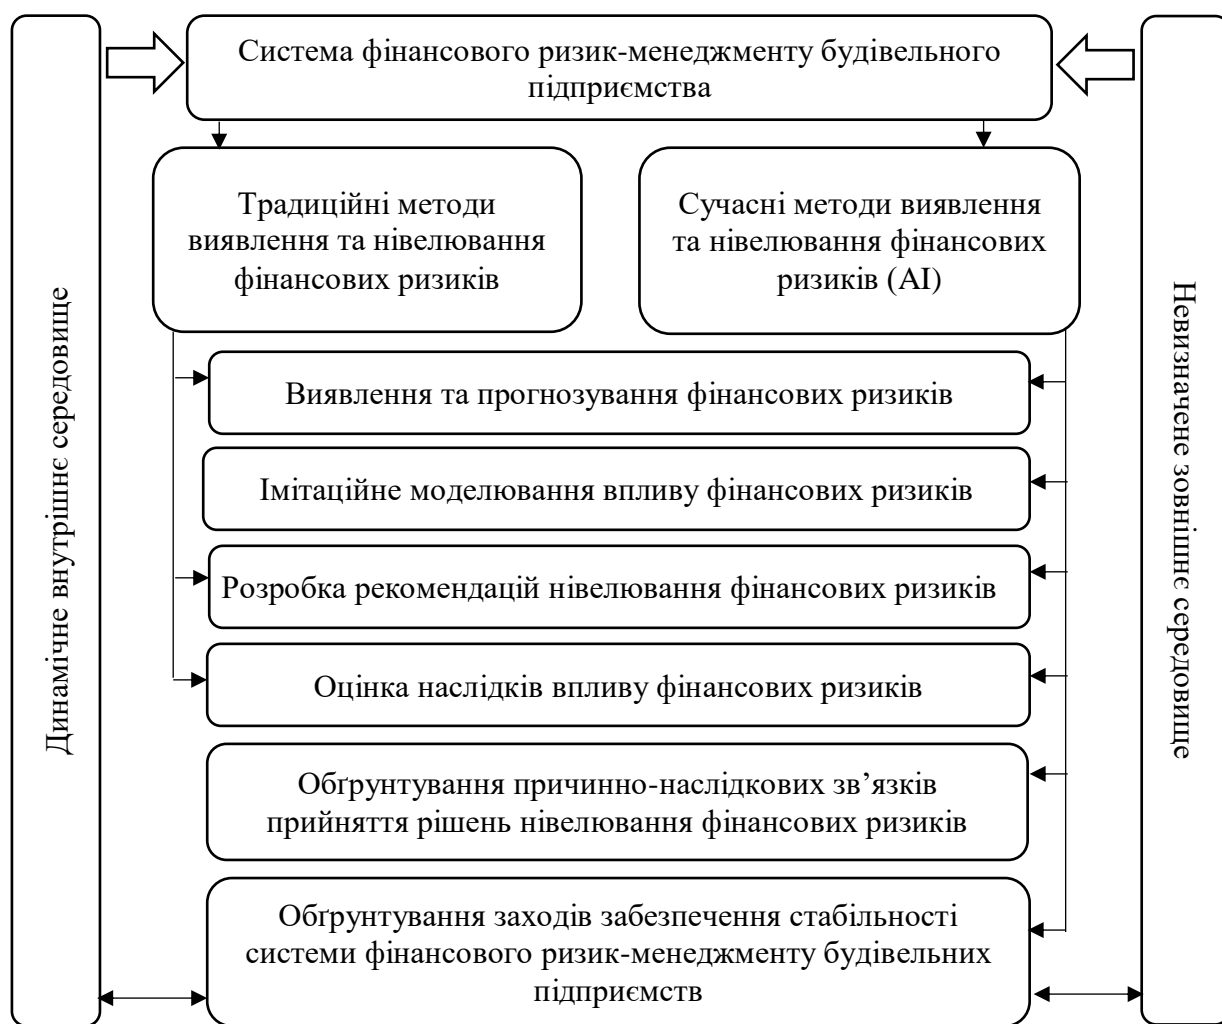 Система фінансового ризик-менеджменту будівельного
підприємства
Традиційні методи
виявлення та нівелювання
фінансових ризиків
Сучасні методи виявлення
та нівелювання фінансових
ризиків (AI)
Динамічне внутрішнє середовище
Невизначене зовнішнє середовище
Виявлення та прогнозування фінансових ризиків
Імітаційне моделювання впливу фінансових ризиків
Розробка рекомендацій нівелювання фінансових ризиків
Оцінка наслідків впливу фінансових ризиків
Обґрунтування причинно-наслідкових зв’язків
прийняття рішень нівелювання фінансових ризиків
Обґрунтування заходів забезпечення стабільності
системи фінансового ризик-менеджменту будівельних
підприємств